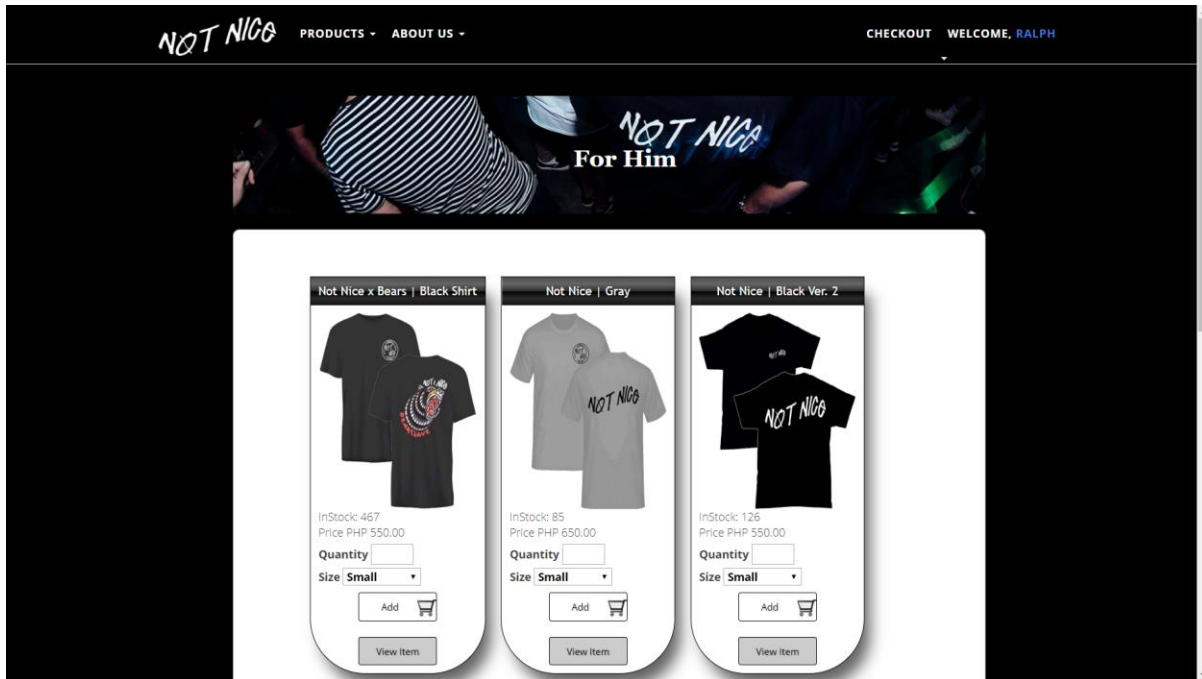 NOT NICE PRODUCTS ABOUT US CHECKOUT WELCOME, RALPH
NOT NICE
For Him
Not Nice x Bears | Black Shirt
NOT NICE
InStock: 467
Price PHP 550.00
Quantity
Size Small
Add
View Item
Not Nice | Gray
NOT NICE
InStock: 85
Price PHP 650.00
Quantity
Size Small
Add
View Item
Not Nice | Black Ver. 2
NOT NICE
NOT NICE
InStock: 126
Price PHP 550.00
Quantity
Size Small
Add
View Item